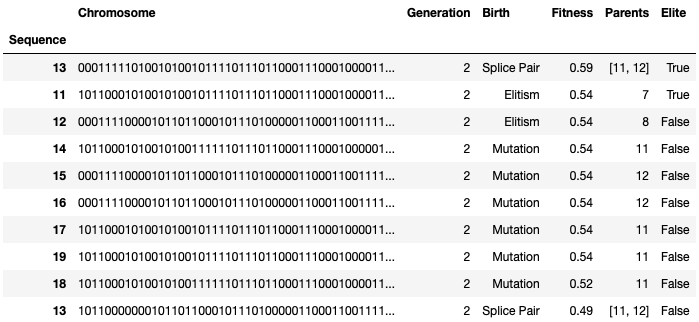 Chromosome Generation Birth Fitness Parents Elite
Sequence
13 0001111101001010010111101110110001110001000011... 2 Splice Pair 0.59 [11, 12] True
11 1011000101001010010111101110110001110001000011... 2 Elitism 0.54 7 True
12 0001111000010110110001011101000001100011001111... 2 Elitism 0.54 8 False
14 1011000101001010011111101110110001110001000001... 2 Mutation 0.54 11 False
15 0001111000010110110001011101000001100011001111... 2 Mutation 0.54 12 False
16 0001111000010110110001011101000001100011001111... 2 Mutation 0.54 12 False
17 1011000101001010010111101110110001110001000011... 2 Mutation 0.54 11 False
19 1011000101001010010111101110110001110001000011... 2 Mutation 0.54 11 False
18 1011000101001010011111101110110001110001000011... 2 Mutation 0.52 11 False
13 1011000000010110110001011101000001100011001111... 2 Splice Pair 0.49 [11, 12] False